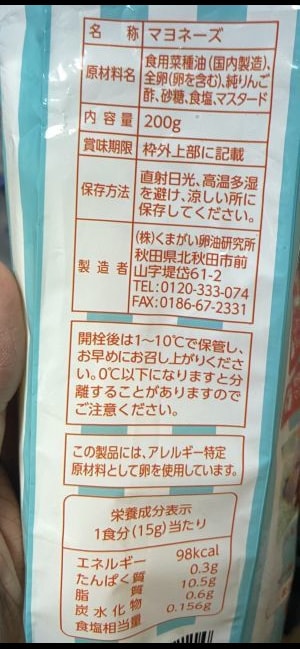 名称 マヨネーズ
原材料名 食用菜種油(国内製造)、
全卵(卵を含む)、純りんご
酢、砂糖、食塩、マスタード
内容量 200g
賞味期限 枠外上部に記載
保存方法 直射日光、高温多湿
を避け、涼しい所に
保存してください。
製造者 (株)くまがい卵油研究所
秋田県北秋田市前
山字堤岱61-2
TEL:0120-333-074
FAX:0186-67-2331
開栓後は1~10℃で保管し、
お早めにお召し上がりくださ
い。0℃以下になりますと分
離することがありますので
ご注意ください。
この製品には、アレルギー特定
原材料として卵を使用しています。
栄養成分表示
1食分(15g)当たり
エネルギー 98kcal
たんぱく質 0.3g
脂質 10.5g
炭水化物 0.6g
食塩相当量 0.156g